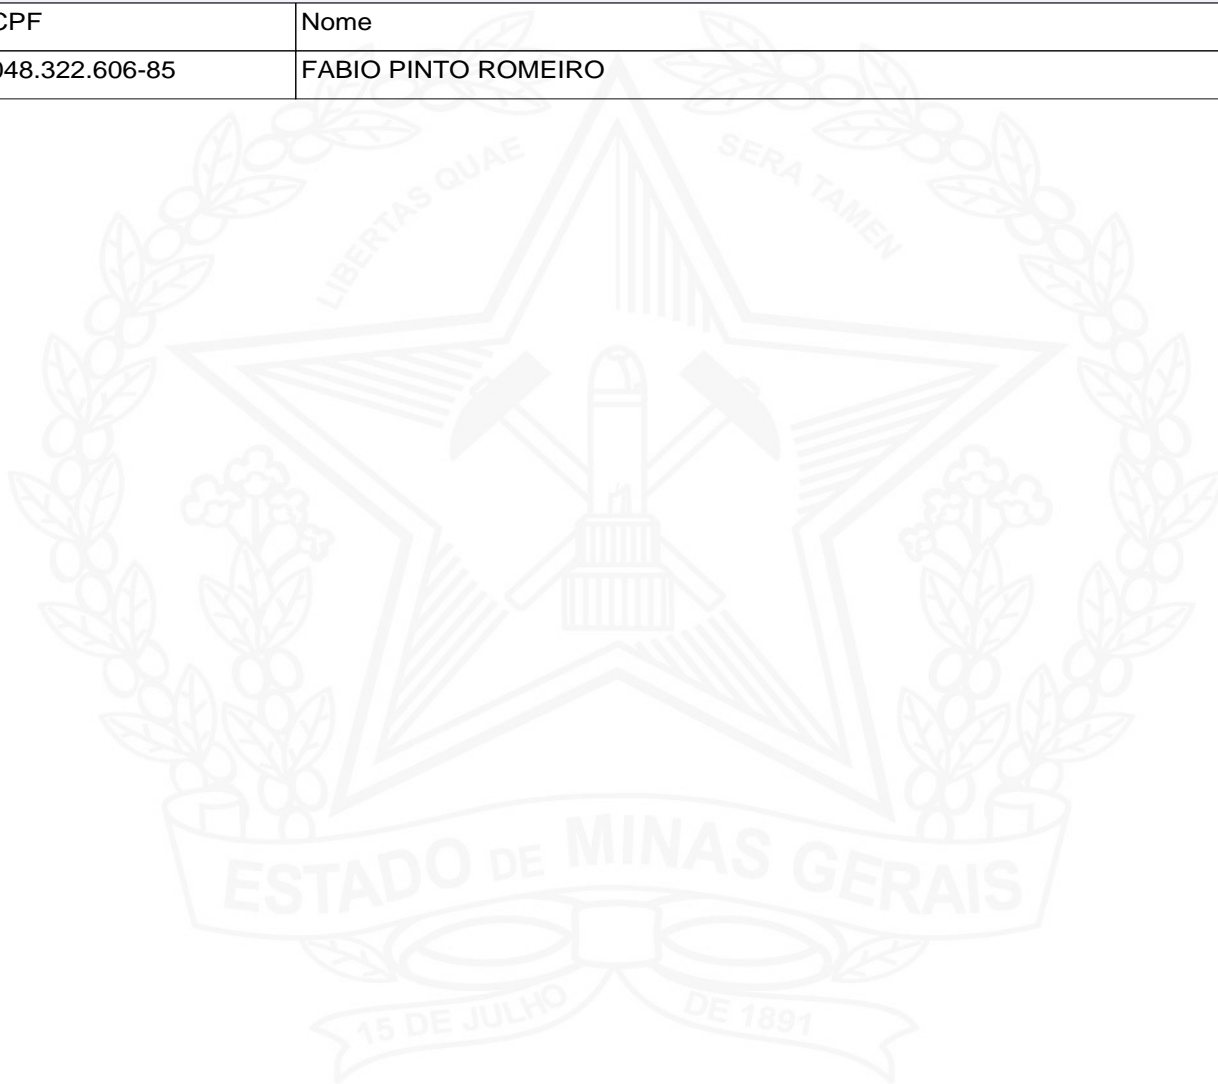 CPF Nome
048.322.606-85 FABIO PINTO ROMEIRO
LIBERTAS QUAE SERA TAMEN
ESTADO DE MINAS GERAIS
15 DE JULHO DE 1891